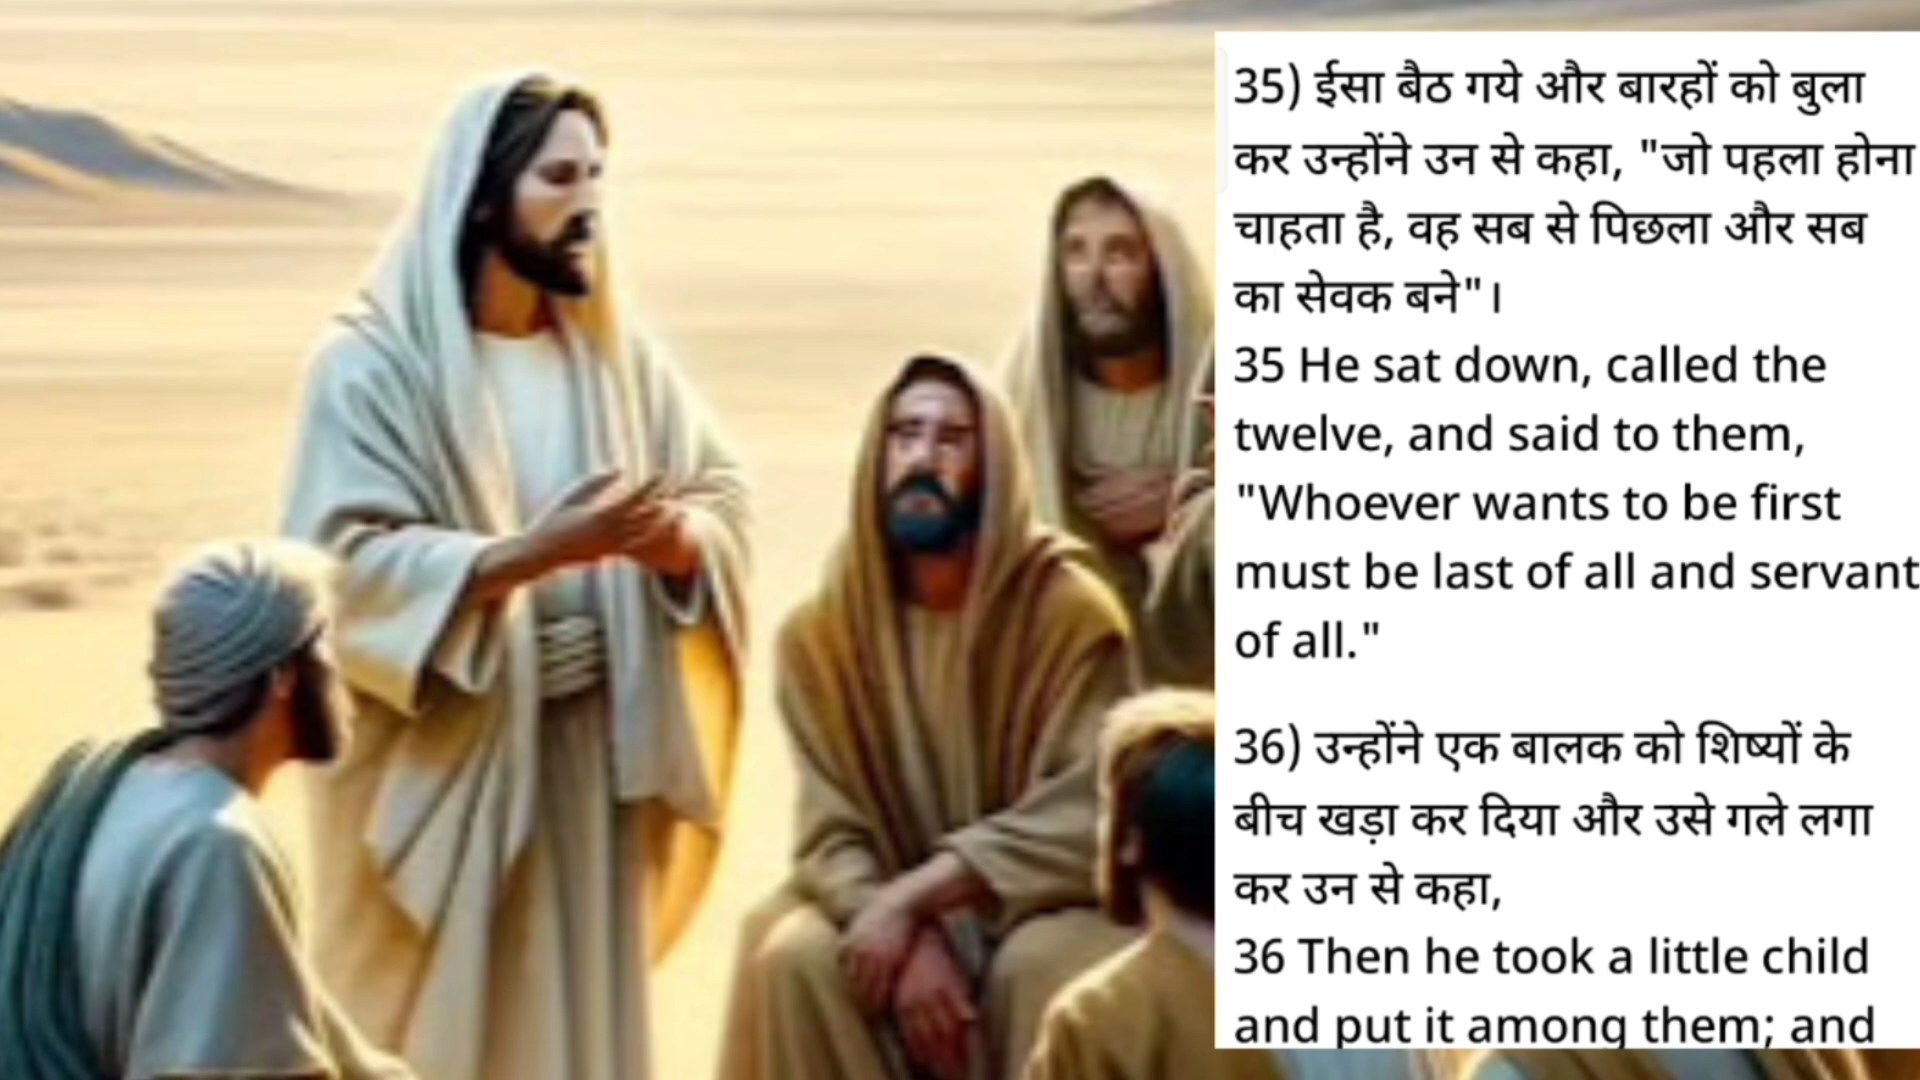 35) ईसा बैठ गये और बारहों को बुला
कर उन्होंने उन से कहा, "जो पहला होना
चाहता है, वह सब से पिछला और सब
का सेवक बने"।
35 He sat down, called the
twelve, and said to them,
"Whoever wants to be first
must be last of all and servant
of all."
36) उन्होंने एक बालक को शिष्यों के
बीच खड़ा कर दिया और उसे गले लगा
कर उन से कहा,
36 Then he took a little child
and put it among them; and